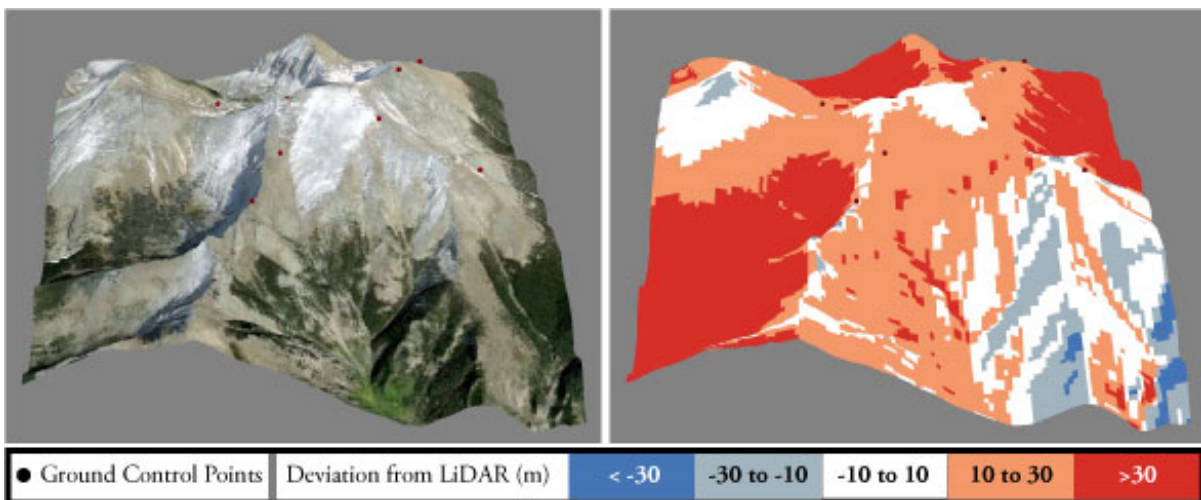 Ground Control Points
Deviation from LiDAR (m)
< -30
-30 to -10
-10 to 10
10 to 30
>30